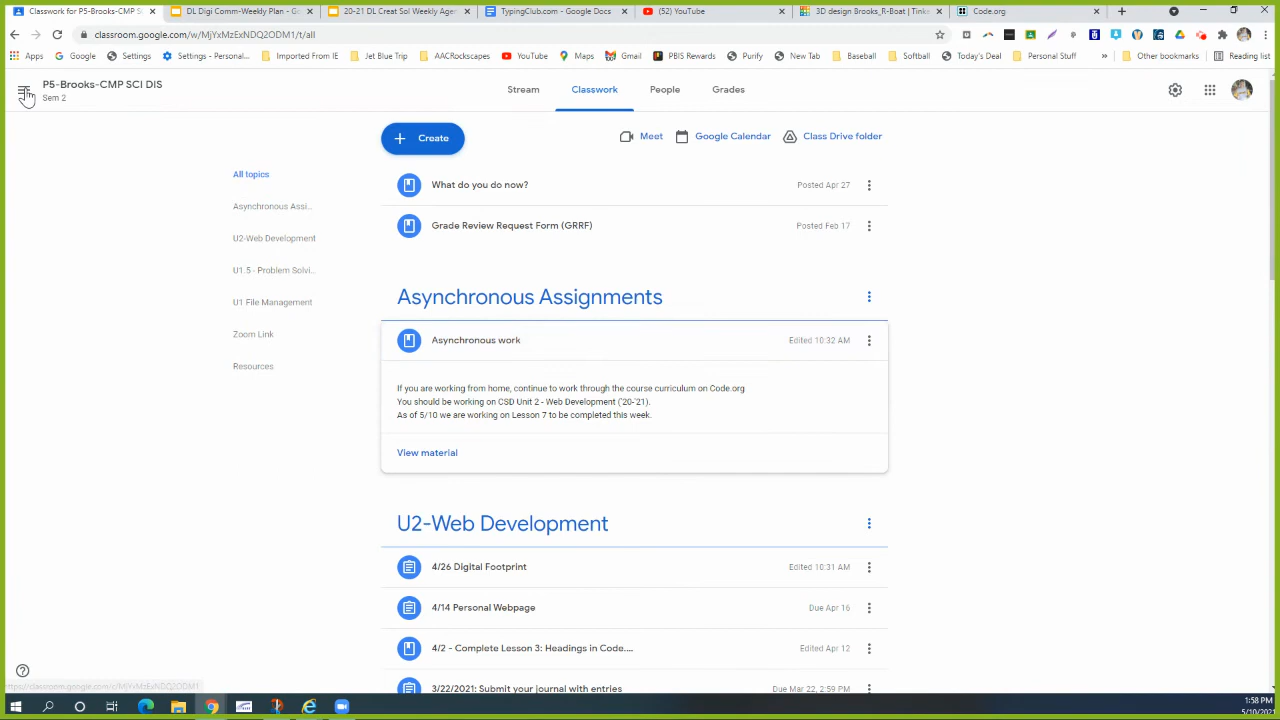 Classwork for P5-Brooks-CMP SCI
DL Digi Comm-Weekly Plan - Go
20-21 DL Creat Sol Weekly Agen
TypingClub.com - Google Docs
(52) YouTube
3D design Brooks_R-Boat | Tink
Code.org
classroom.google.com/w/MjYxMzExNDQ2ODM1/t/all
Apps
Google
Settings
Settings - Personal...
Imported From IE
Jet Blue Trip
AACRockscapes
YouTube
Maps
Gmail
PBIS Rewards
Purify
New Tab
Baseball
Softball
Today's Deal
Personal Stuff
»
Other bookmarks
Reading list
P5-Brooks-CMP SCI DIS
Sem 2
Stream
Classwork
People
Grades
Create
Meet
Google Calendar
Class Drive folder
All topics
Asynchronous Assi...
U2-Web Development
U1.5 - Problem Solvi...
U1 File Management
Zoom Link
Resources
What do you do now?
Posted Apr 27
Grade Review Request Form (GRRF)
Posted Feb 17
Asynchronous Assignments
Asynchronous work
Edited 10:32 AM
If you are working from home, continue to work through the course curriculum on Code.org
You should be working on CSD Unit 2 - Web Development ('20-'21).
As of 5/10 we are working on Lesson 7 to be completed this week.
View material
U2-Web Development
4/26 Digital Footprint
Edited 10:31 AM
4/14 Personal Webpage
Due Apr 16
4/2 - Complete Lesson 3: Headings in Code....
Edited Apr 12
3/22/2021: Submit your journal with entries
Due Mar 22, 2:59 PM
https://classroom.google.com/c/MjYxMzExNDQ2ODM1
1:58 PM
5/10/2021